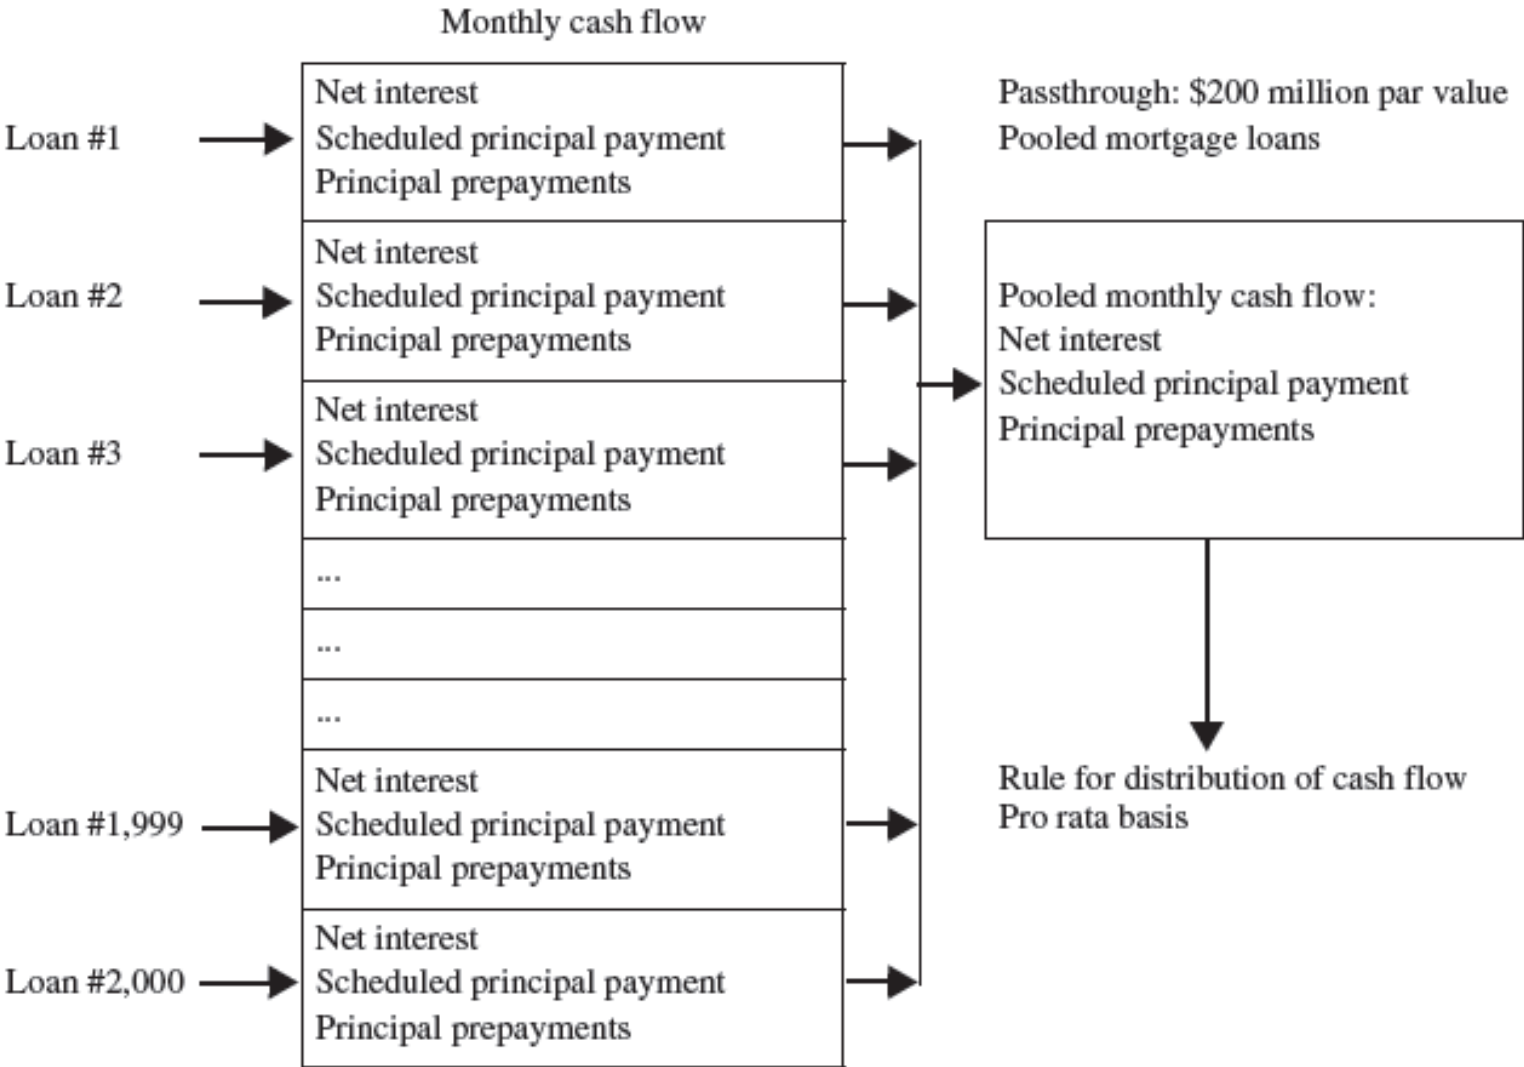 Monthly cash flow
Loan #1
Net interest
Scheduled principal payment
Principal prepayments
Loan #2
Net interest
Scheduled principal payment
Principal prepayments
Loan #3
Net interest
Scheduled principal payment
Principal prepayments
...
...
...
Loan #1,999
Net interest
Scheduled principal payment
Principal prepayments
Loan #2,000
Net interest
Scheduled principal payment
Principal prepayments
Passthrough: $200 million par value
Pooled mortgage loans
Pooled monthly cash flow:
Net interest
Scheduled principal payment
Principal prepayments
Rule for distribution of cash flow
Pro rata basis